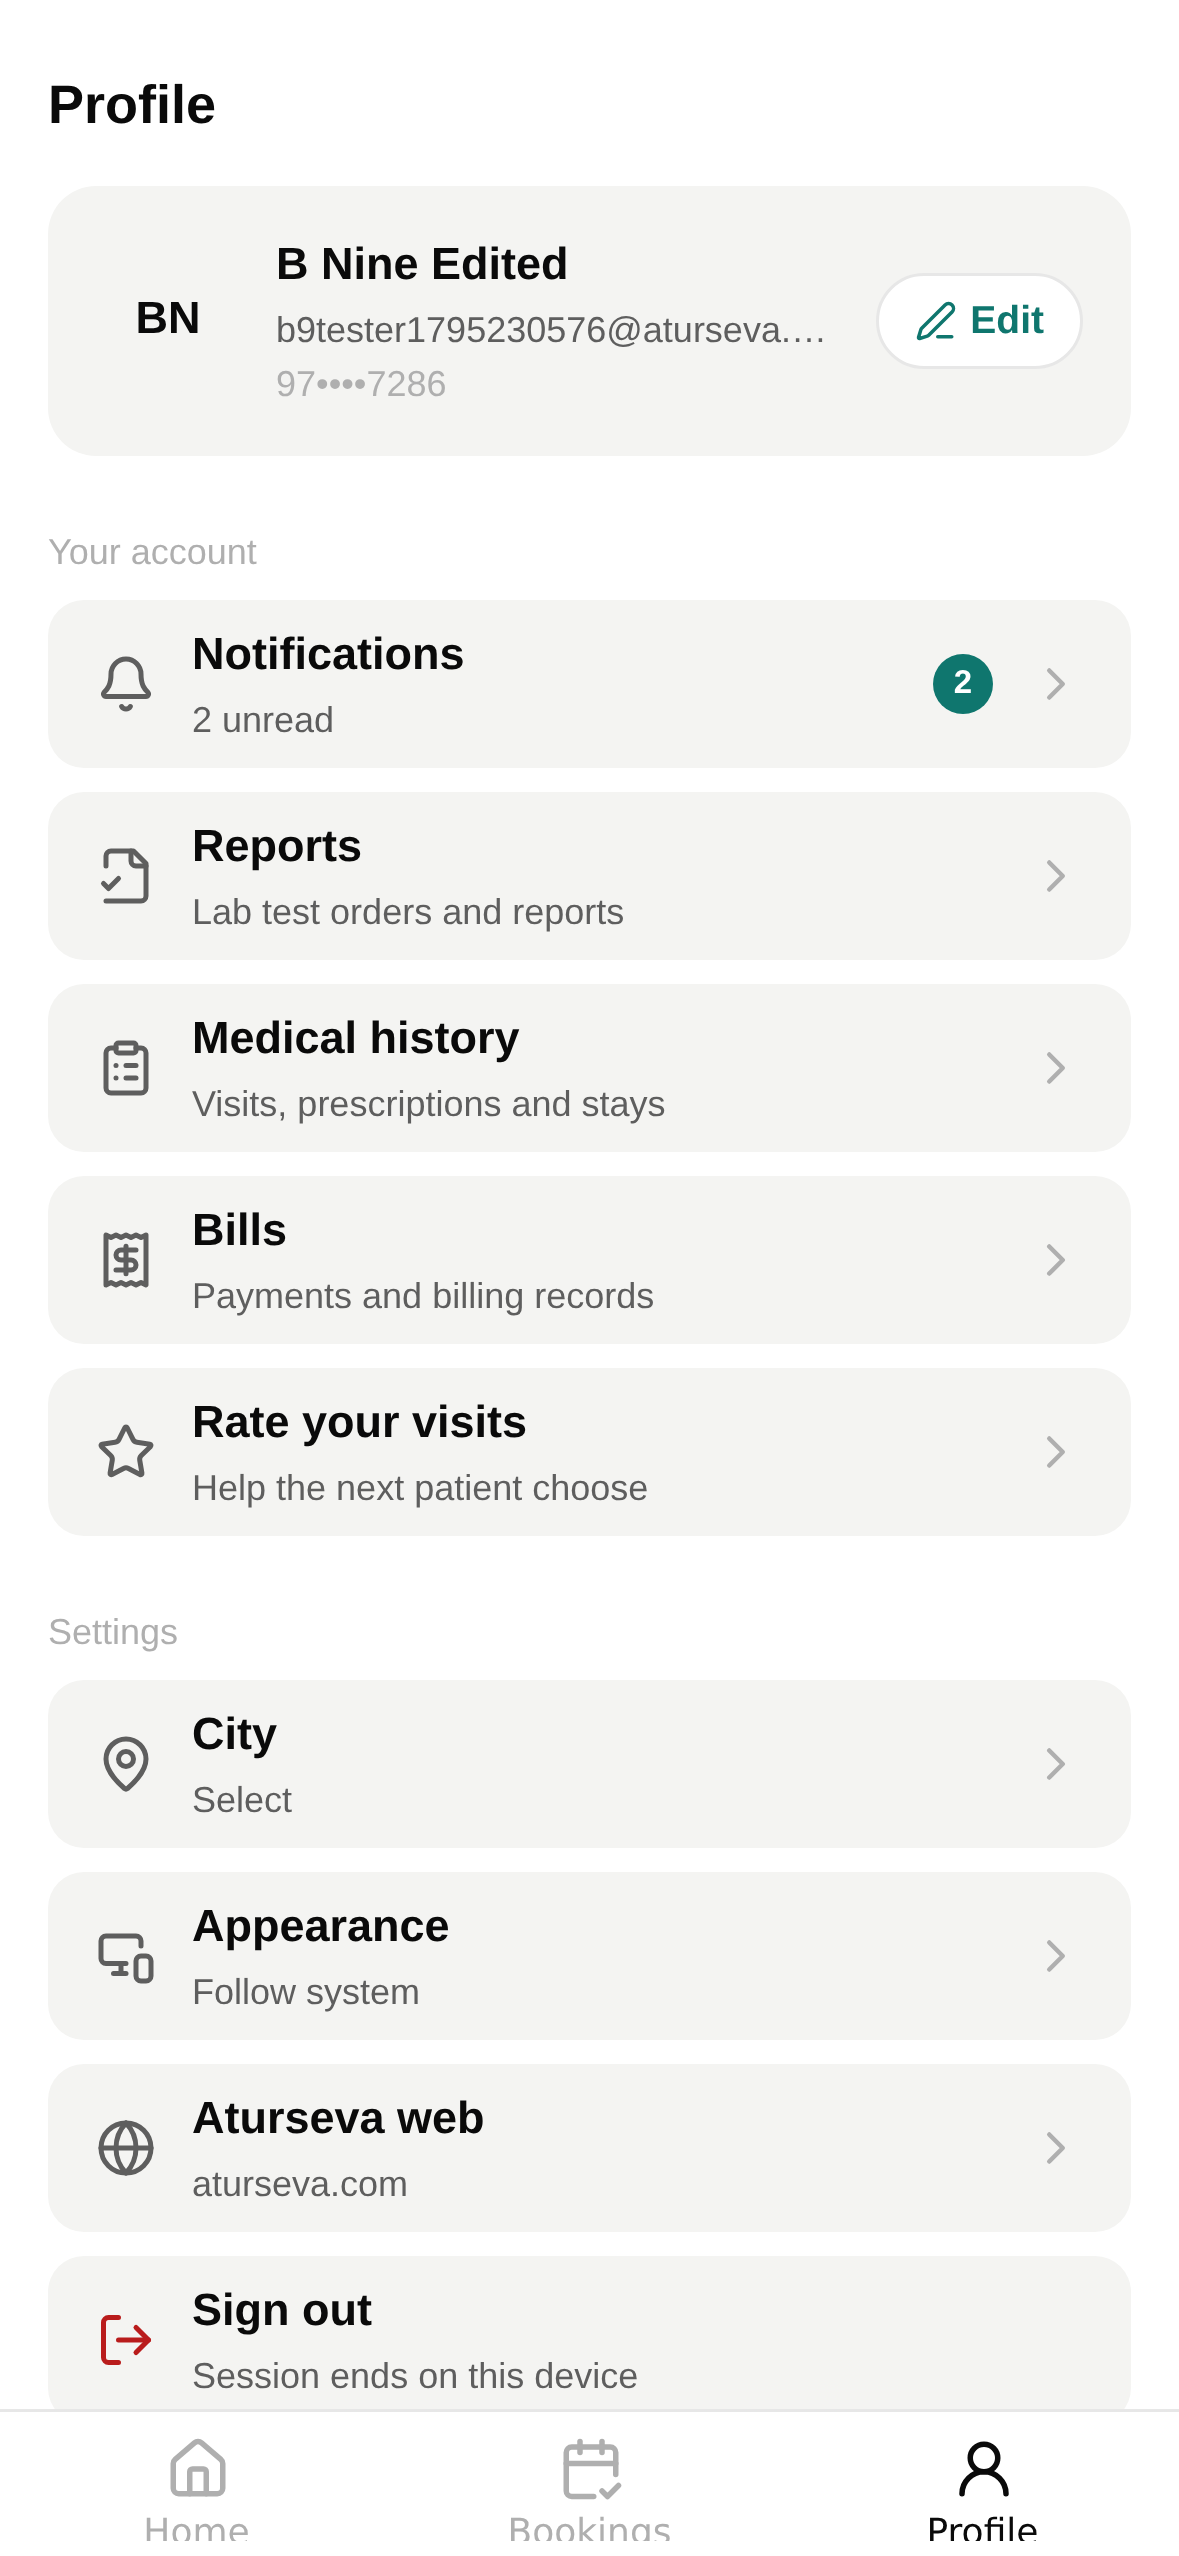 Profile
BN
B Nine Edited
b9tester1795230576@aturseva....
97••••7286
Edit
Your account
Notifications
2 unread
2
Reports
Lab test orders and reports
Medical history
Visits, prescriptions and stays
Bills
Payments and billing records
Rate your visits
Help the next patient choose
Settings
City
Select
Appearance
Follow system
Aturseva web
aturseva.com
Sign out
Session ends on this device
Home
Bookings
Profile